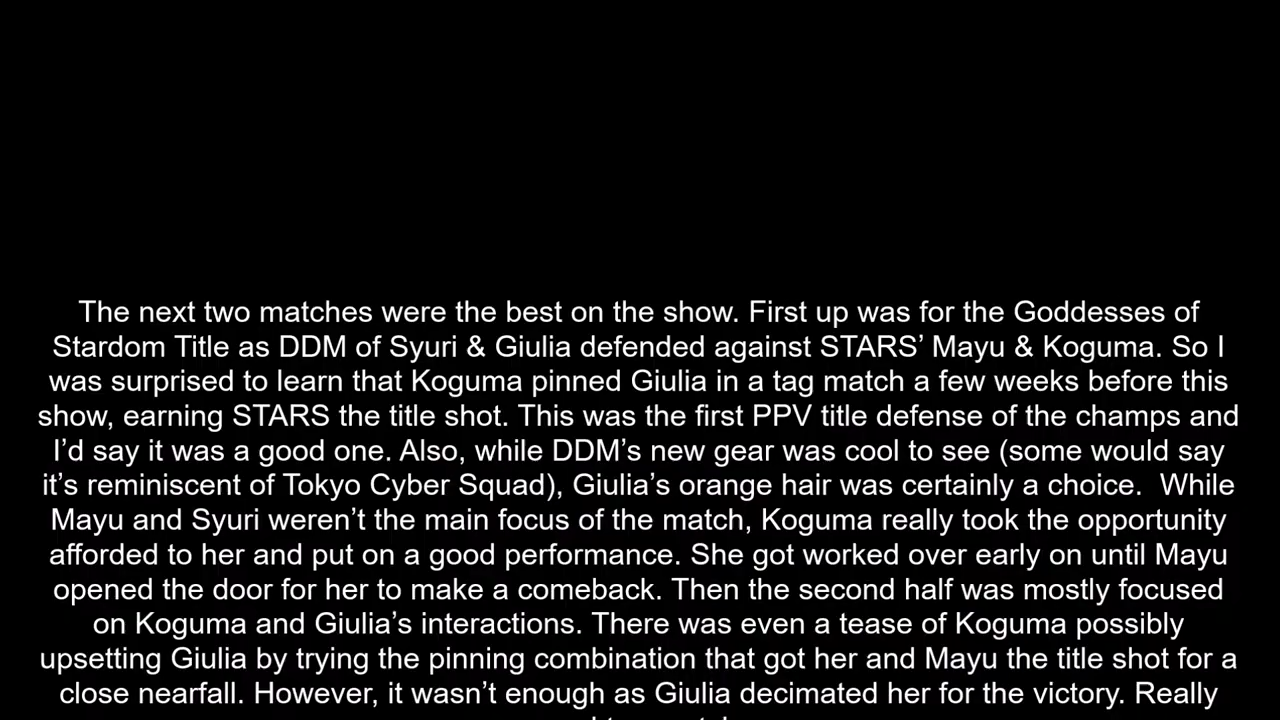 The next two matches were the best on the show. First up was for the Goddesses of
Stardom Title as DDM of Syuri & Giulia defended against STARS’ Mayu & Koguma. So I
was surprised to learn that Koguma pinned Giulia in a tag match a few weeks before this
show, earning STARS the title shot. This was the first PPV title defense of the champs and
I’d say it was a good one. Also, while DDM’s new gear was cool to see (some would say
it’s reminiscent of Tokyo Cyber Squad), Giulia’s orange hair was certainly a choice.  While
Mayu and Syuri weren’t the main focus of the match, Koguma really took the opportunity
afforded to her and put on a good performance. She got worked over early on until Mayu
opened the door for her to make a comeback. Then the second half was mostly focused
on Koguma and Giulia’s interactions. There was even a tease of Koguma possibly
upsetting Giulia by trying the pinning combination that got her and Mayu the title shot for a
close nearfall. However, it wasn’t enough as Giulia decimated her for the victory. Really